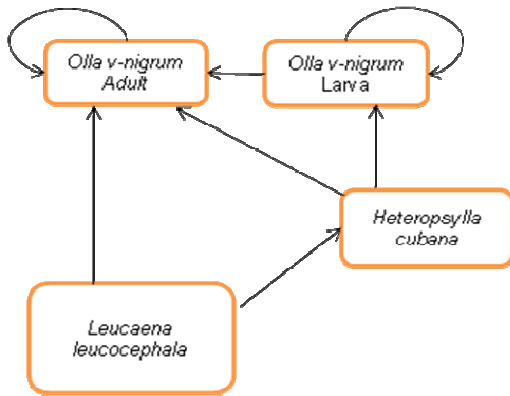 Olla v-nigrum
Adult
Olla v-nigrum
Larva
Heteropsylla
cubana
Leucaena
leucocephala